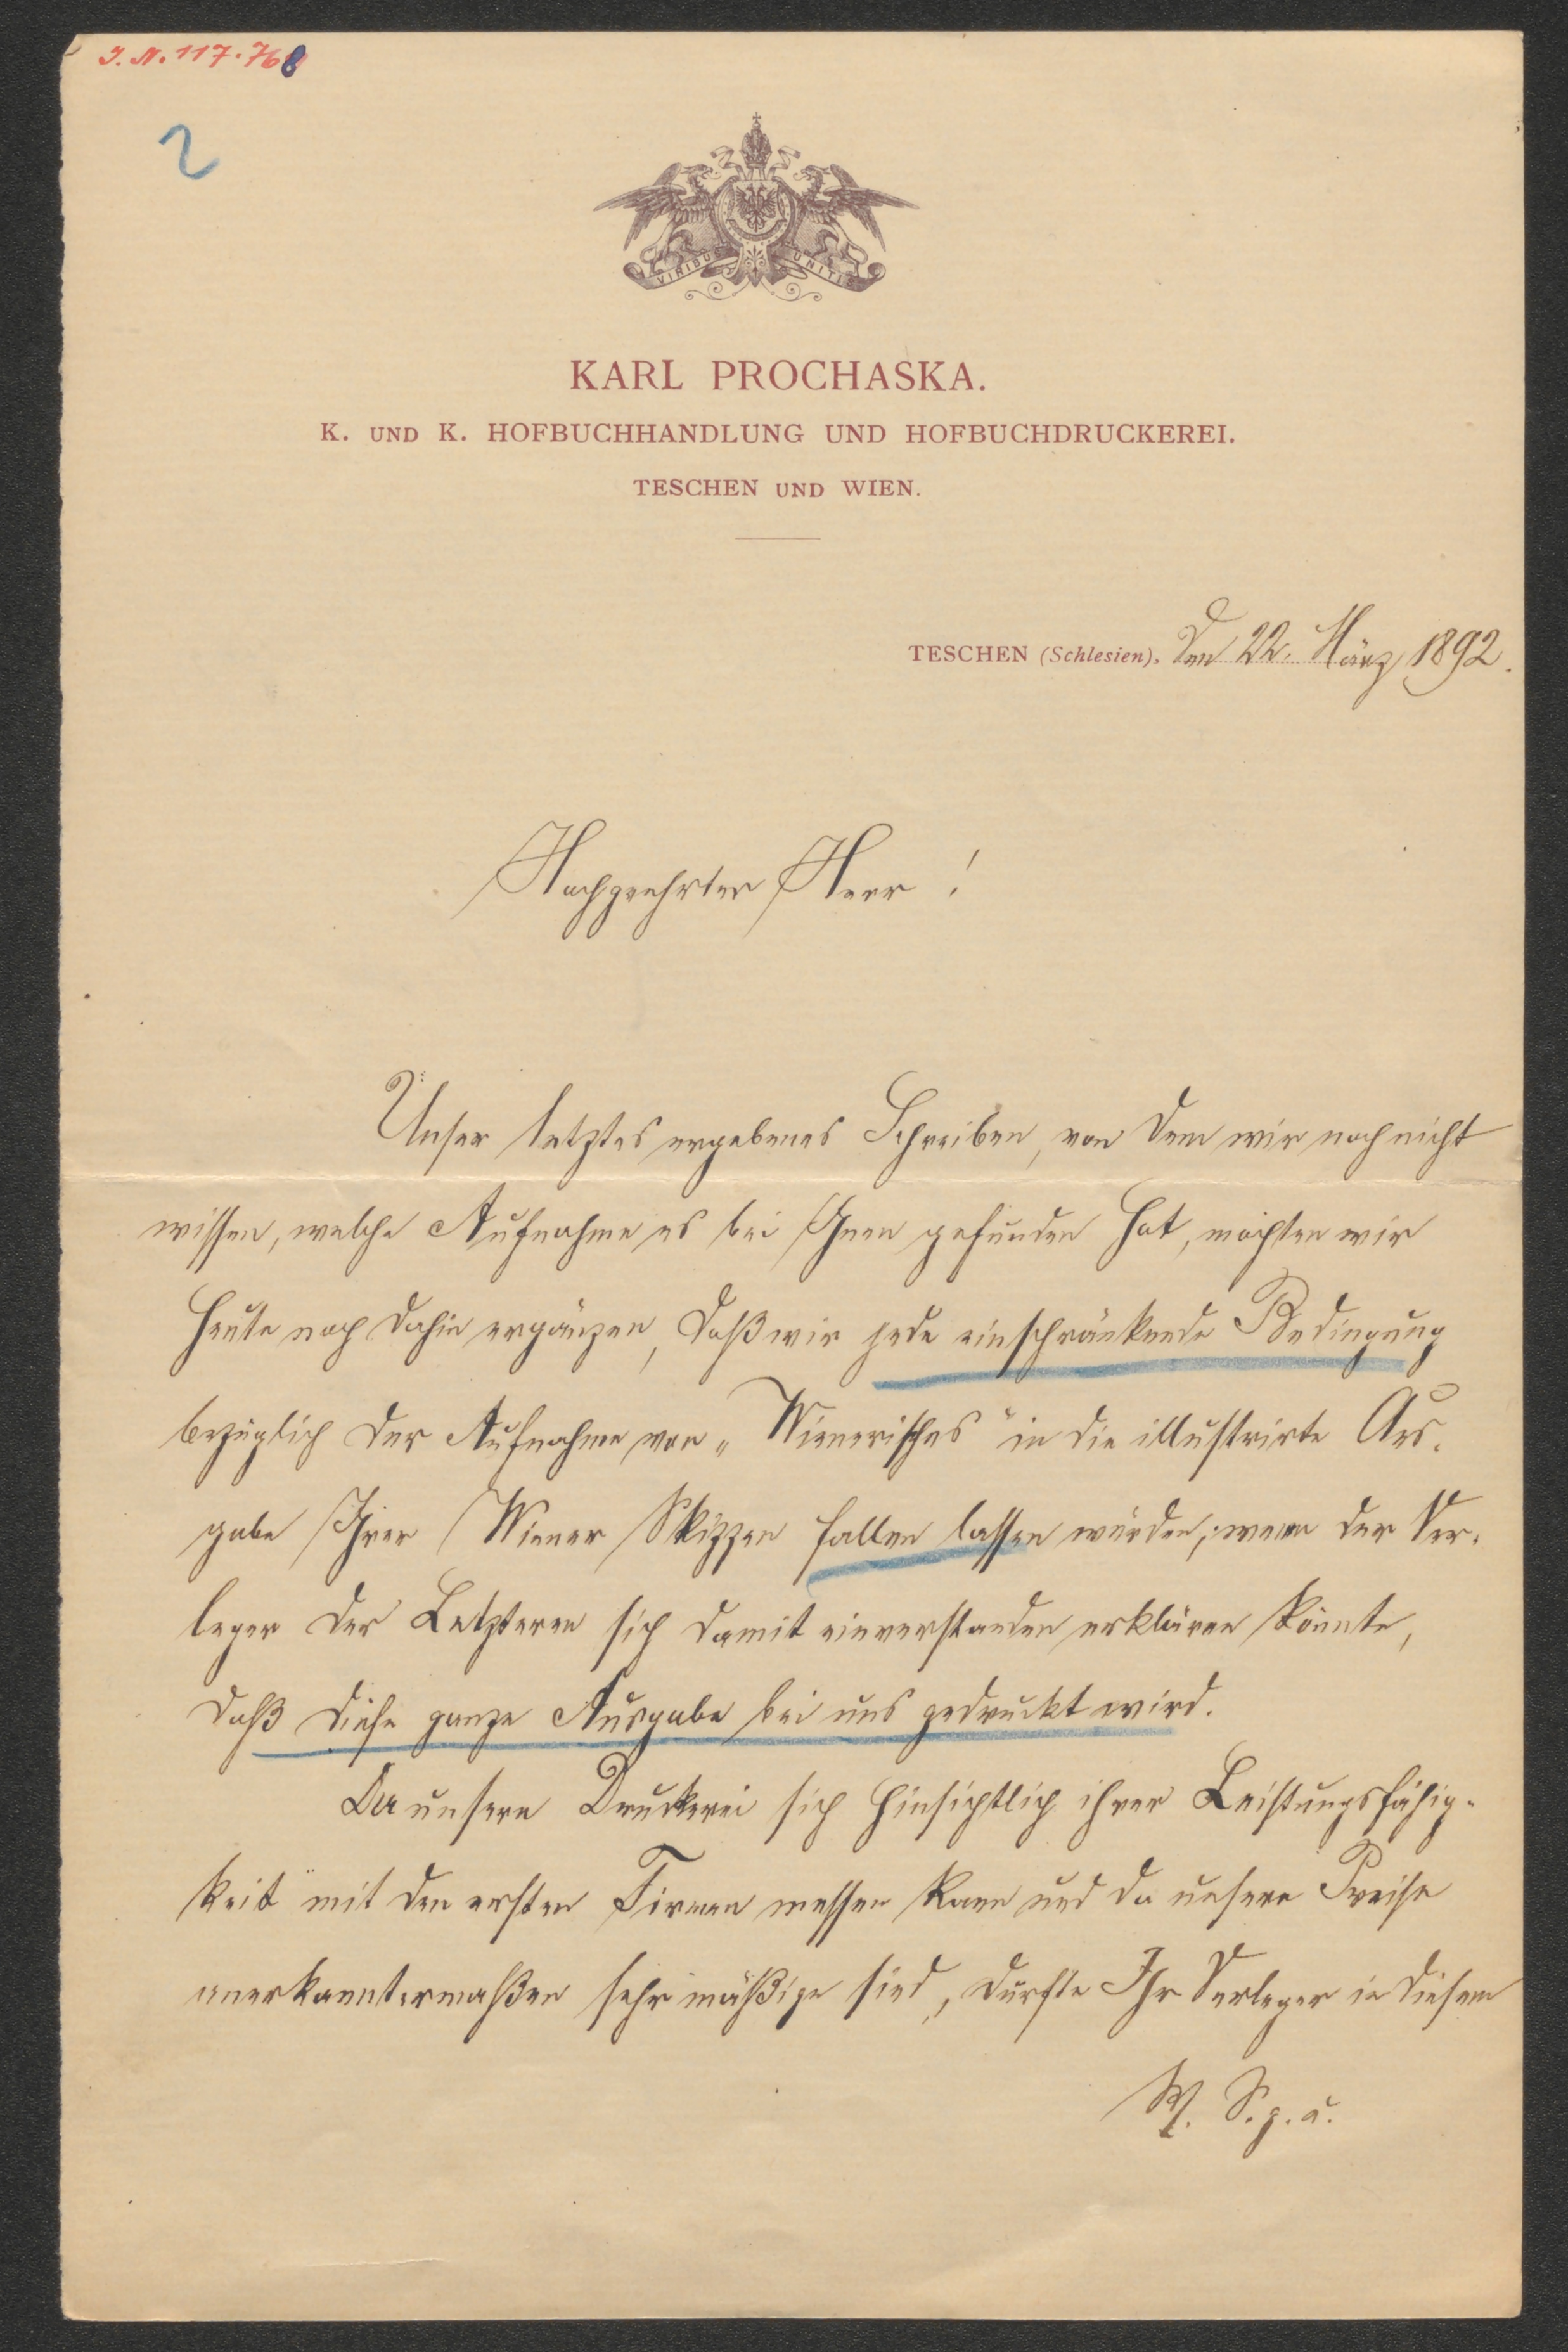 I. N. 117.768
2
VIRIBUS UNITIS
KARL PROCHASKA.
K. UND K. HOFBUCHHANDLUNG UND HOFBUCHDRUCKEREI.
TESCHEN UND WIEN.
TESCHEN (Schlesien), den 22. März 1892.
Hochgeehrter Herr!
Unser letztes ergebenes Schreiben, von dem wir noch nicht
wissen, welche Aufnahme es bei Ihnen gefunden hat, möchten wir
heute noch dahin ergänzen, daß wir jede einschränkende Bedingung
bezüglich der Aufnahme von „Wienerisches" in die illustrirte Aus-
gabe Ihrer Wiener Skizzen fallen lassen würden, wenn der Ver-
leger der Letzteren sich damit einverstanden erklären könnte,
daß diese ganze Ausgabe bei uns gedruckt wird.
Da unsere Druckerei sich hinsichtlich ihrer Leistungsfähig-
keit mit den ersten Firmen messen kann und da unsere Preise
anerkanntermaßen sehr mäßige sind, dürfte Ihr Verleger in diesem
W. S. g. ü.